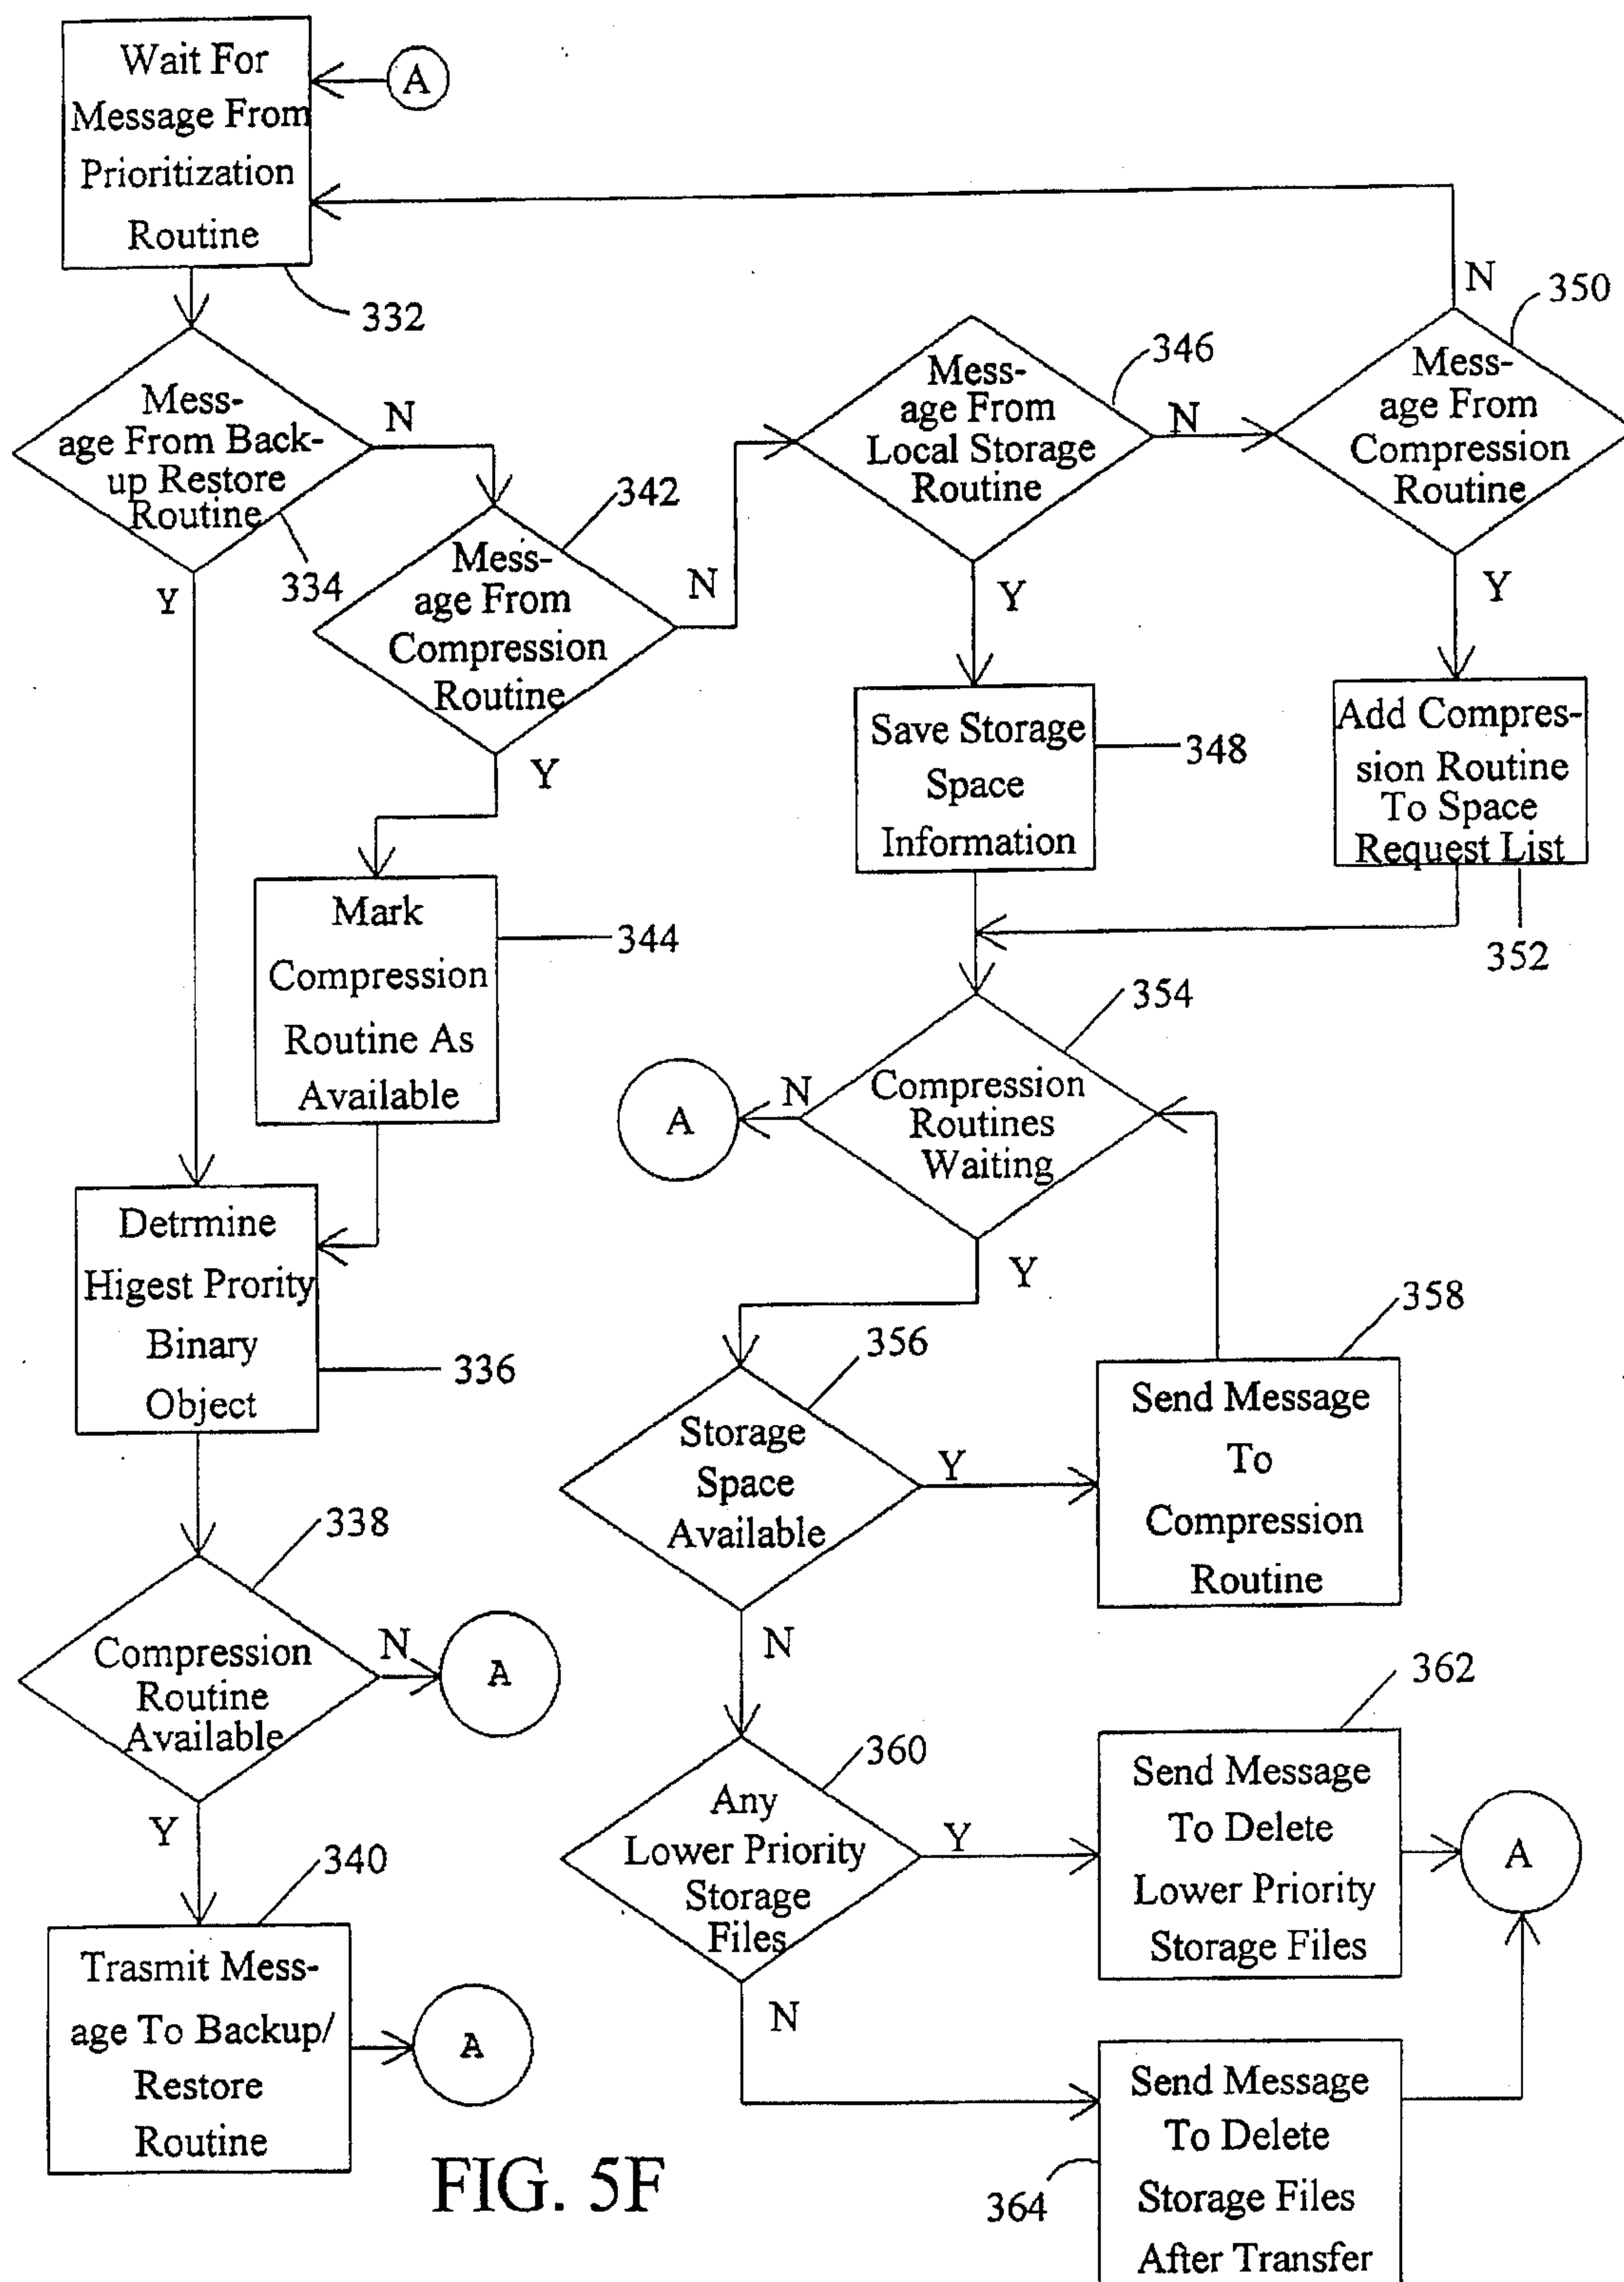 Wait For
Message From
Prioritization
Routine
A
332
Mess-
age From Back-
up Restore
Routine
334
N
Y
342
Mess-
age From
Compression
Routine
N
Y
346
Mess-
age From
Local Storage
Routine
N
Y
350
N
Mess-
age From
Compression
Routine
Y
Save Storage
Space
Information
348
Add Compres-
sion Routine
To Space
Request List
352
Mark
Compression
Routine As
Available
344
354
Compression
Routines
Waiting
N
A
Y
Detrmine
Higest Prority
Binary
Object
336
356
Storage
Space
Available
Y
N
358
Send Message
To
Compression
Routine
338
Compression
Routine
Available
N
A
Y
360
Any
Lower Priority
Storage
Files
Y
N
362
Send Message
To Delete
Lower Priority
Storage Files
A
340
Trasmit Mess-
age To Backup/
Restore
Routine
A
364
Send Message
To Delete
Storage Files
After Transfer
FIG. 5F